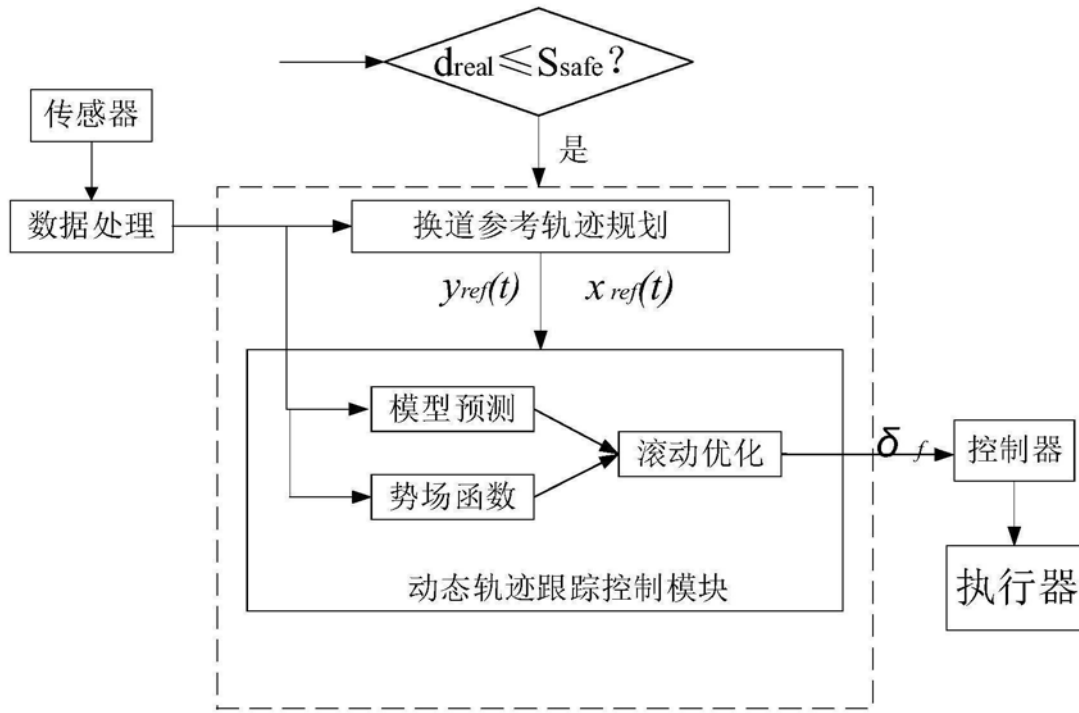 dreal≤Ssafe?
传感器
是
数据处理
换道参考轨迹规划
yref(t) xref(t)
模型预测
滚动优化
δf
控制器
势场函数
动态轨迹跟踪控制模块
执行器